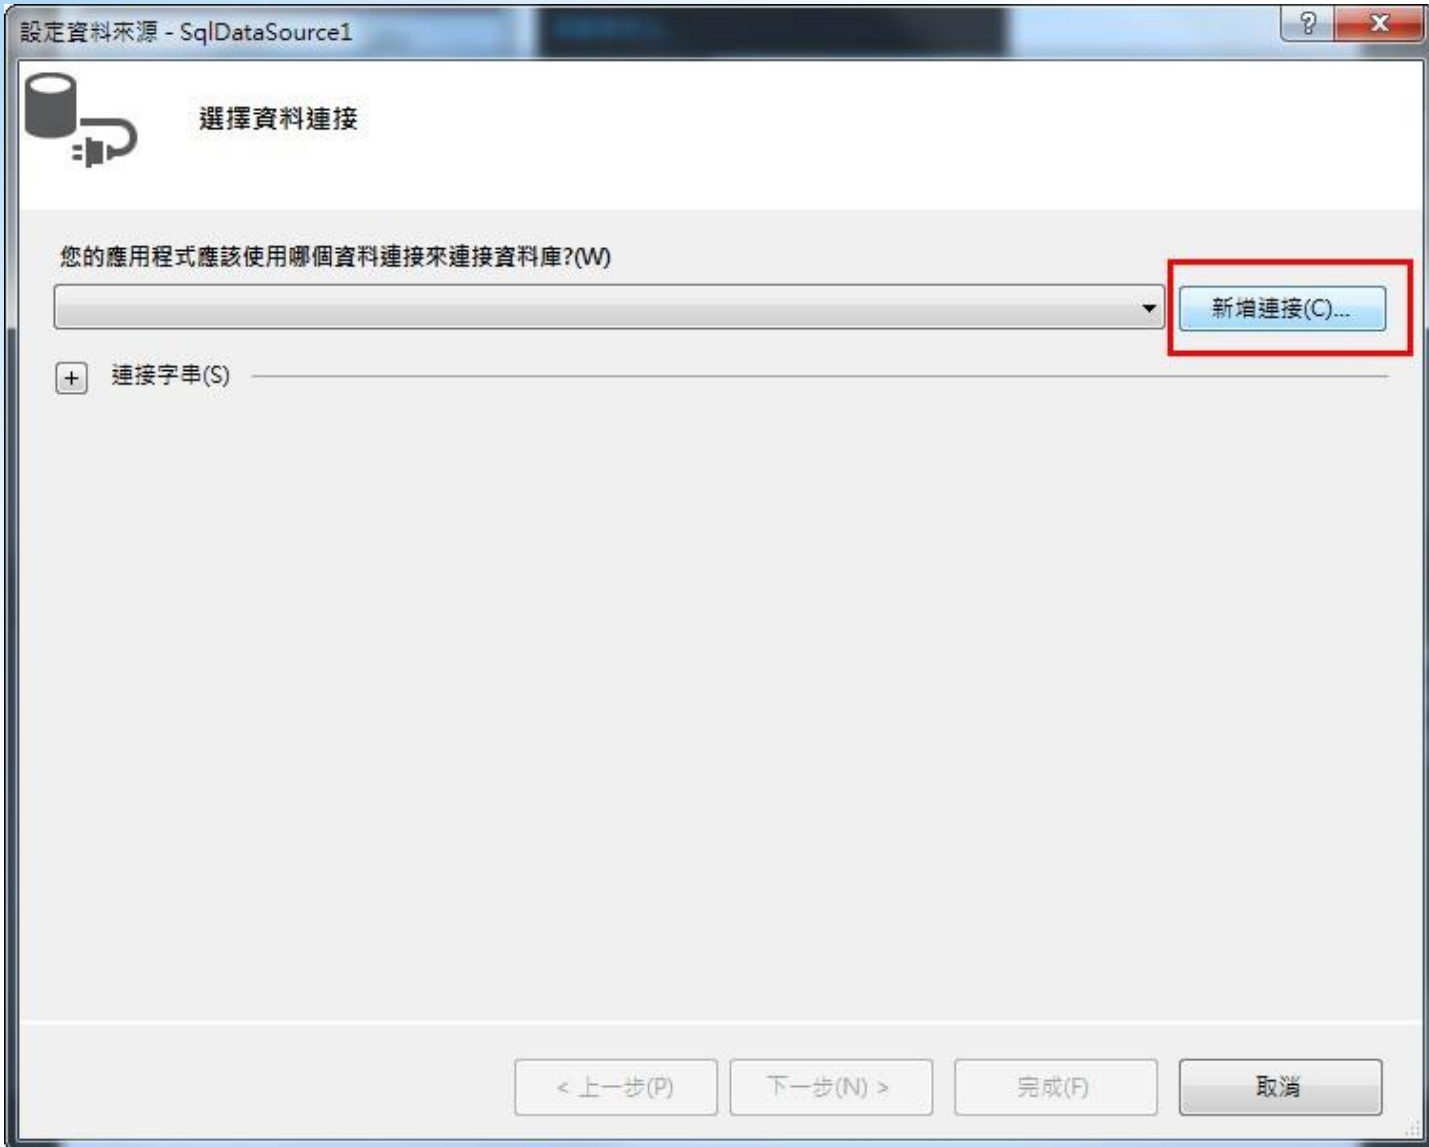 設定資料來源 - SqlDataSource1
選擇資料連接
您的應用程式應該使用哪個資料連接來連接資料庫?(W)
新增連接(C)...
+ 連接字串(S)
< 上一步(P) 下一步(N) > 完成(F) 取消